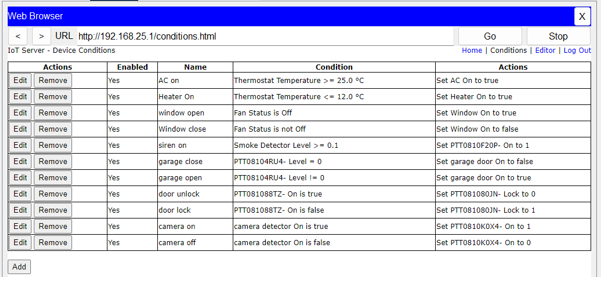 Web Browser X
< > URL http://192.168.25.1/conditions.html Go Stop
IoT Server - Device Conditions Home | Conditions | Editor | Log Out
Actions Enabled Name Condition Actions
Edit Remove Yes AC on Thermostat Temperature >= 25.0 °C Set AC On to true
Edit Remove Yes Heater On Thermostat Temperature <= 12.0 °C Set Heater On to true
Edit Remove Yes window open Fan Status is Off Set Window On to true
Edit Remove Yes Window close Fan Status is not Off Set Window On to false
Edit Remove Yes siren on Smoke Detector Level >= 0.1 Set PTT0810F20P- On to 1
Edit Remove Yes garage close PTT08104RU4- Level = 0 Set garage door On to false
Edit Remove Yes garage open PTT08104RU4- Level != 0 Set garage door On to true
Edit Remove Yes door unlock PTT081088TZ- On is true Set PTT081080JN- Lock to 0
Edit Remove Yes door lock PTT081088TZ- On is false Set PTT081080JN- Lock to 1
Edit Remove Yes camera on camera detector On is true Set PTT0810K0X4- On to 1
Edit Remove Yes camera off camera detector On is false Set PTT0810K0X4- On to 0
Add